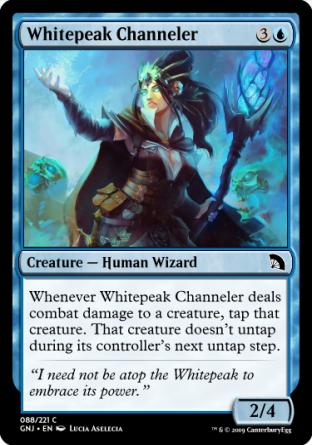 Whitepeak Channeler 3
Creature — Human Wizard
Whenever Whitepeak Channeler deals
combat damage to a creature, tap that
creature. That creature doesn't untap
during its controller's next untap step.
“I need not be atop the Whitepeak to
embrace its power.”
2/4
088/221 C
GNJ • EN Lucia Aselecia
™ & © 2019 CanterburyEgg